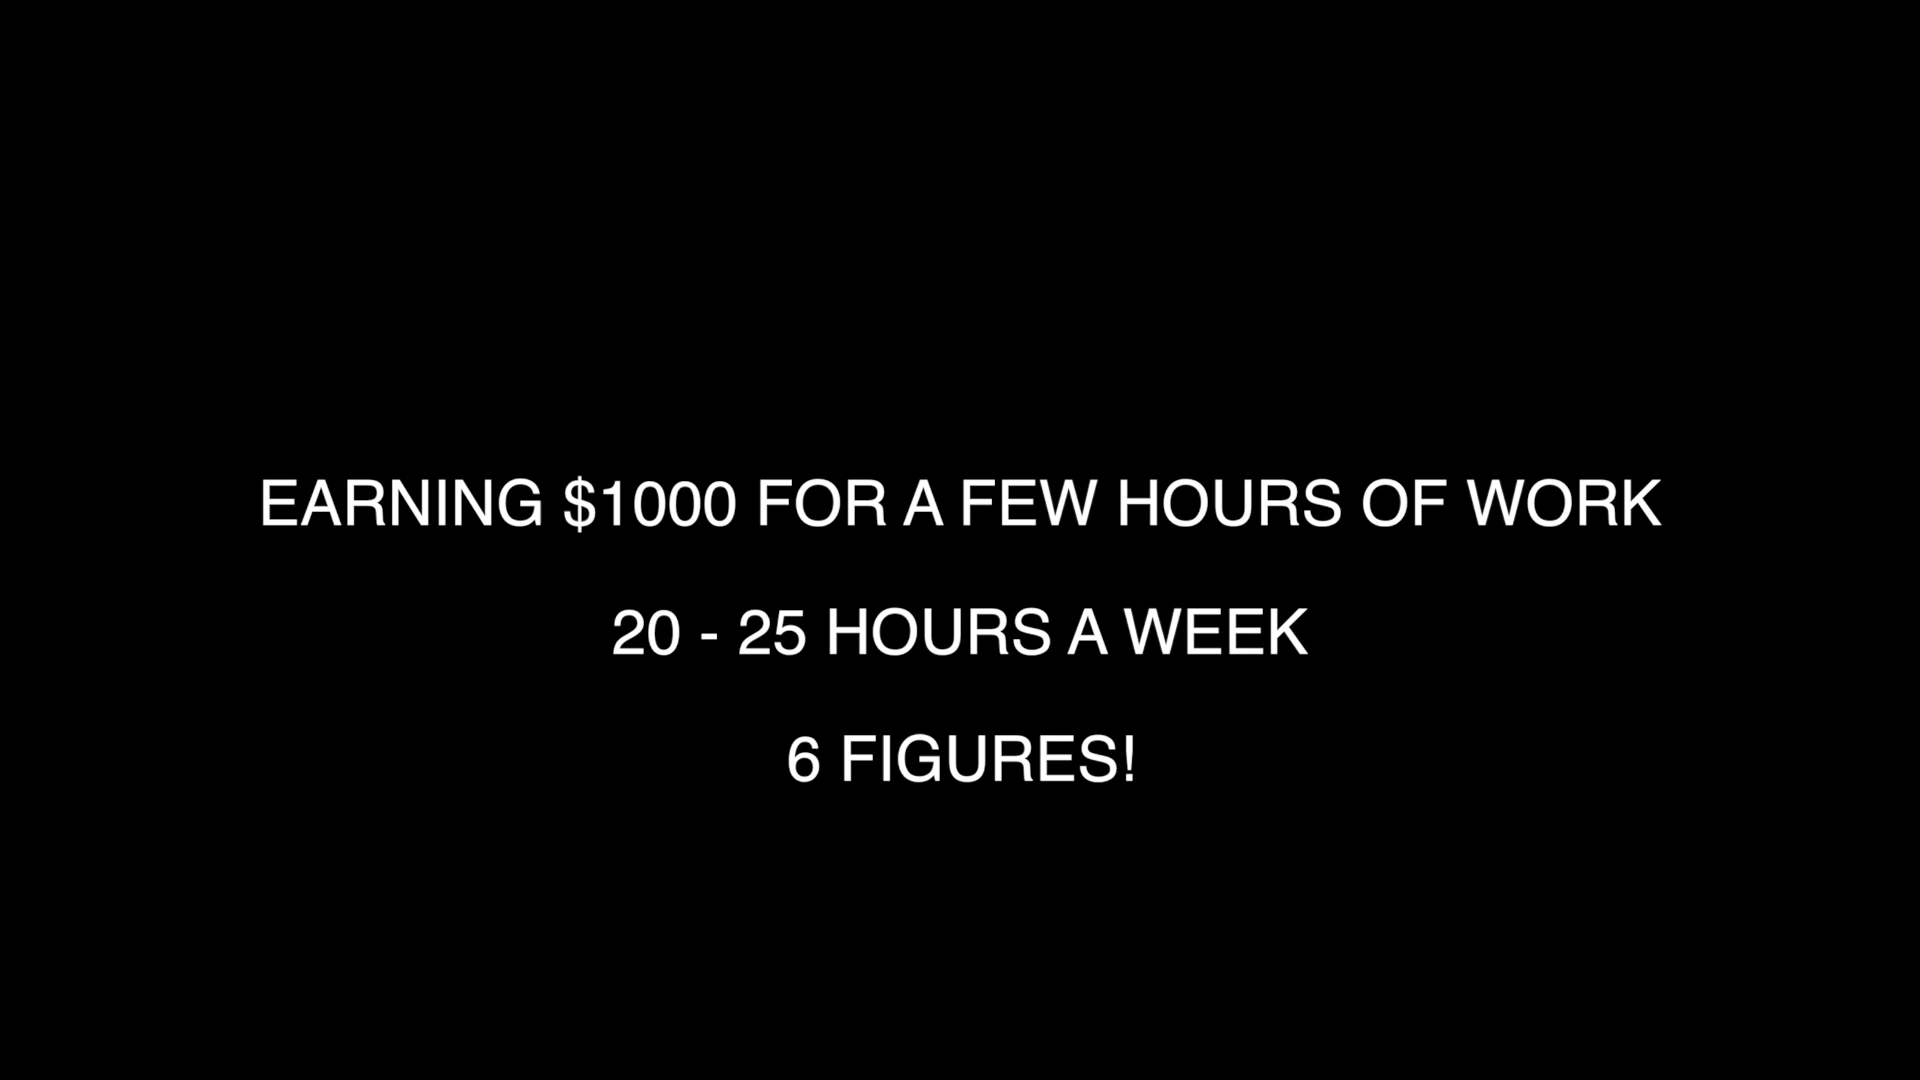 EARNING $1000 FOR A FEW HOURS OF WORK
20 - 25 HOURS A WEEK
6 FIGURES!